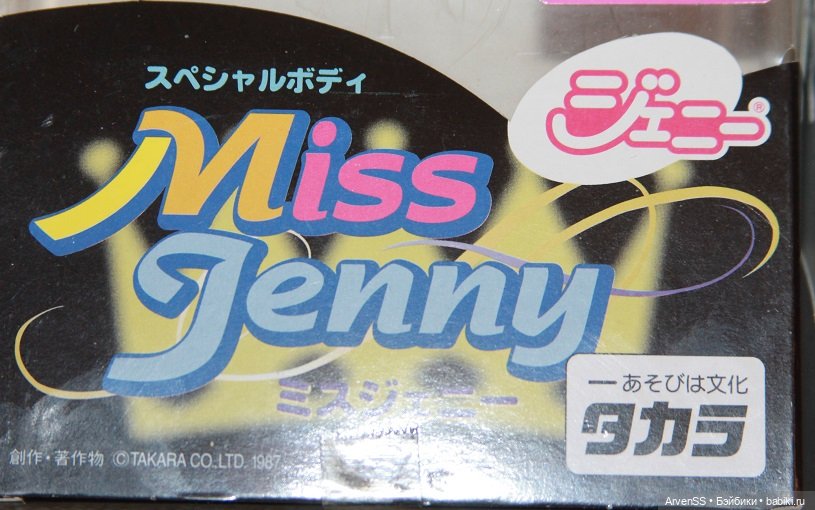 スペシャルボディ
ジェニー®
Miss
Jenny
ミスジェニー
―あそびは文化
タカラ
創作・著作物 ©TAKARA CO.LTD. 1987
ArvenSS • Бэйбики • babiki.ru